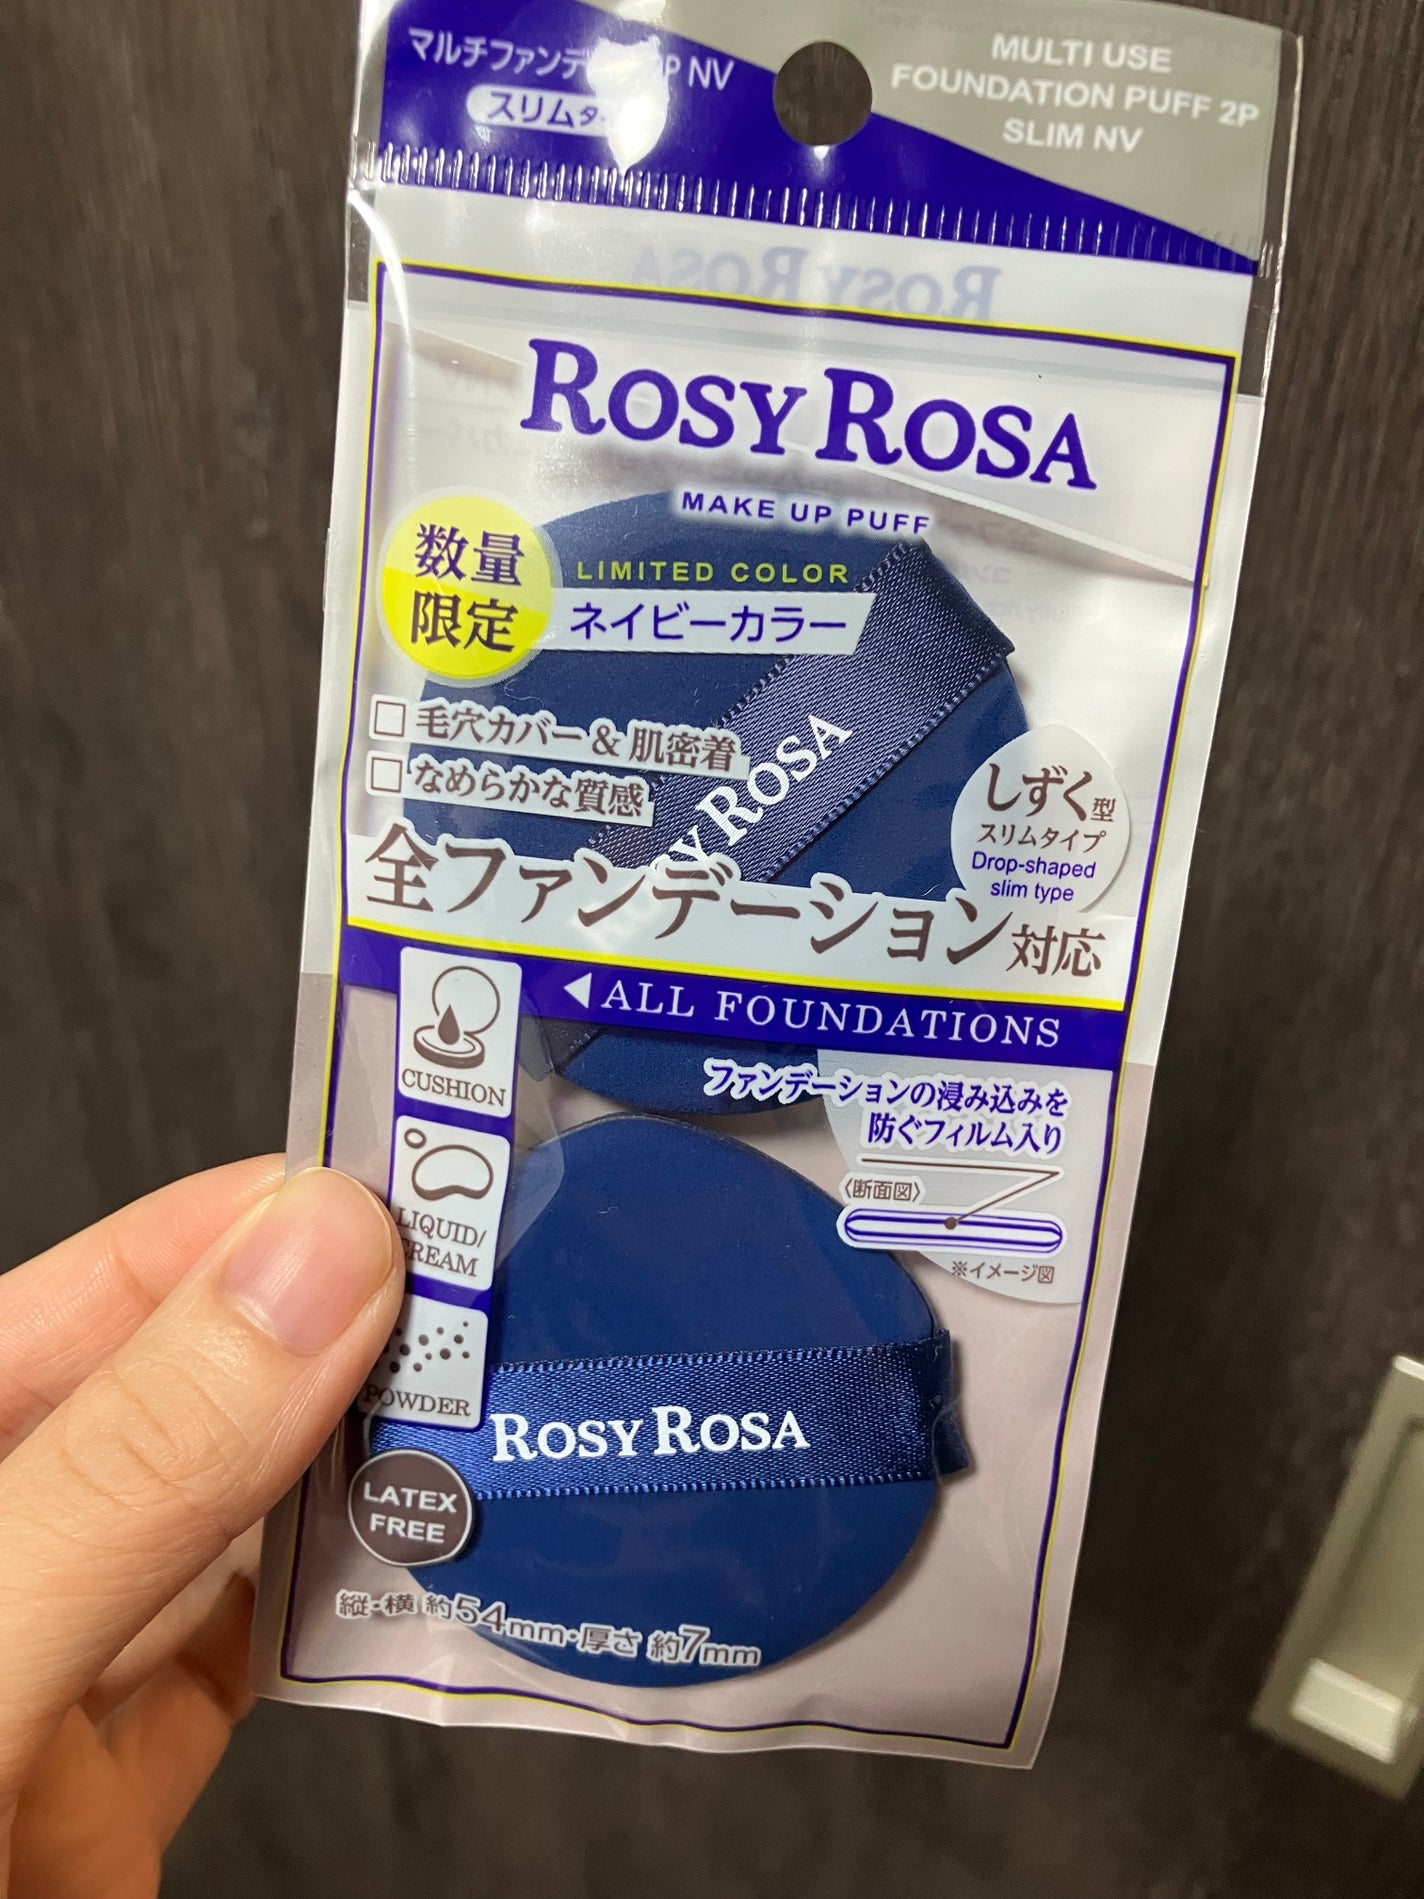 マルチファンデ P NV
スリムタ
MULTI USE
FOUNDATION PUFF 2P
SLIM NV
ROSY ROSA
MAKE UP PUFF
数量
限定
LIMITED COLOR
ネイビーカラー
□ 毛穴カバー & 肌密着
□ なめらかな質感
ROSY ROSA
しずく型
スリムタイプ
Drop-shaped
slim type
全ファンデーション対応
◀ALL FOUNDATIONS
CUSHION
LIQUID/
CREAM
POWDER
ファンデーションの浸み込みを
防ぐフィルム入り
〈断面図〉
※イメージ図
ROSY ROSA
LATEX
FREE
縦・横 約54mm・厚さ 約7mm